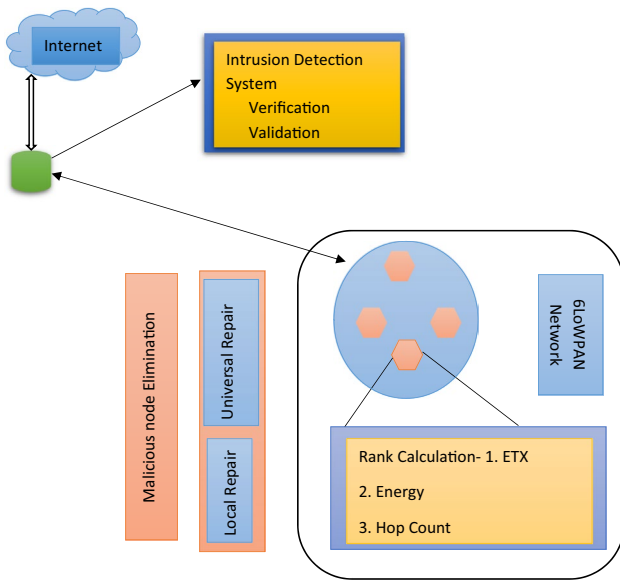 Internet
Intrusion Detection
System
Verification
Validation
Malicious node Elimination
Universal Repair
Local Repair
6LoWPAN
Network
Rank Calculation- 1. ETX
2. Energy
3. Hop Count